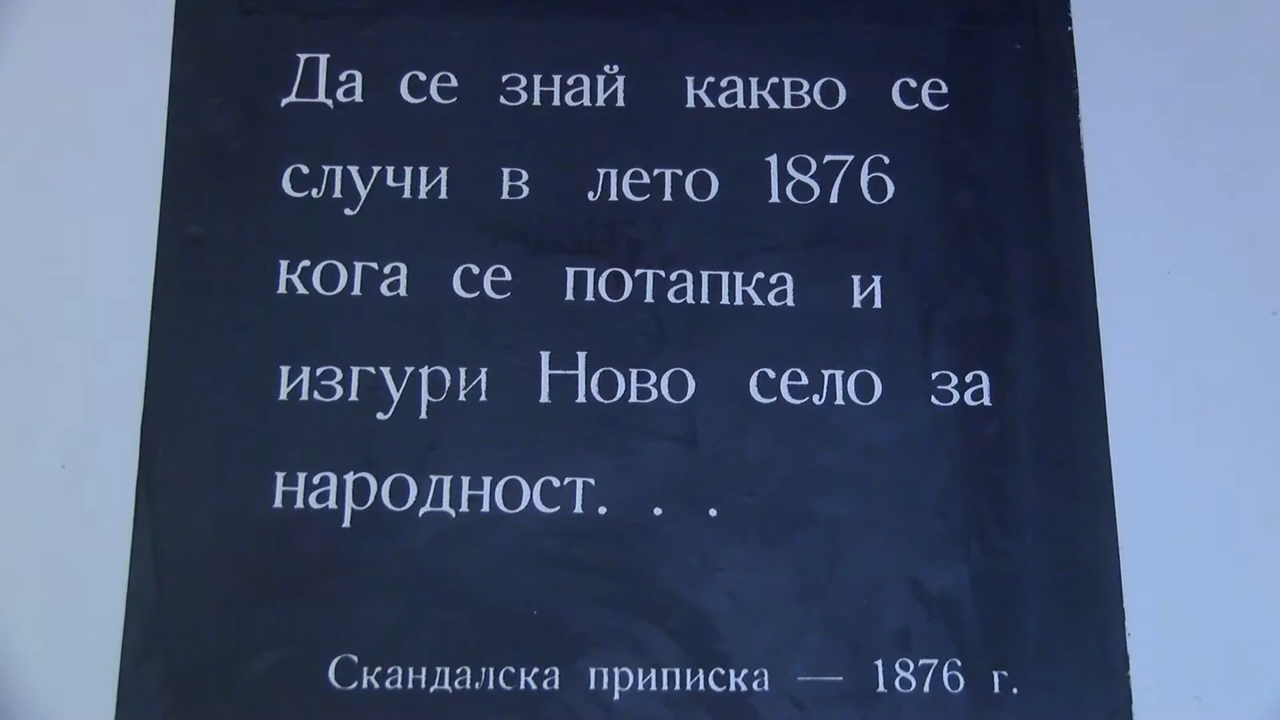 Да се знай какво се
случи в лето 1876
кога се потапка и
изгури Ново село за
народност. . .
Скандалска приписка — 1876 г.